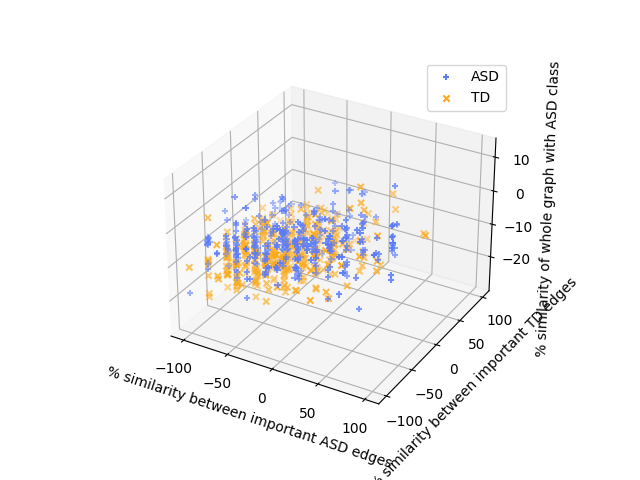 ASD
TD
10
0
−10
−20
% similarity of whole graph with ASD class
100
50
0
−50
−100
% similarity between important TD edges
−100
−50
0
50
100
% similarity between important ASD edges